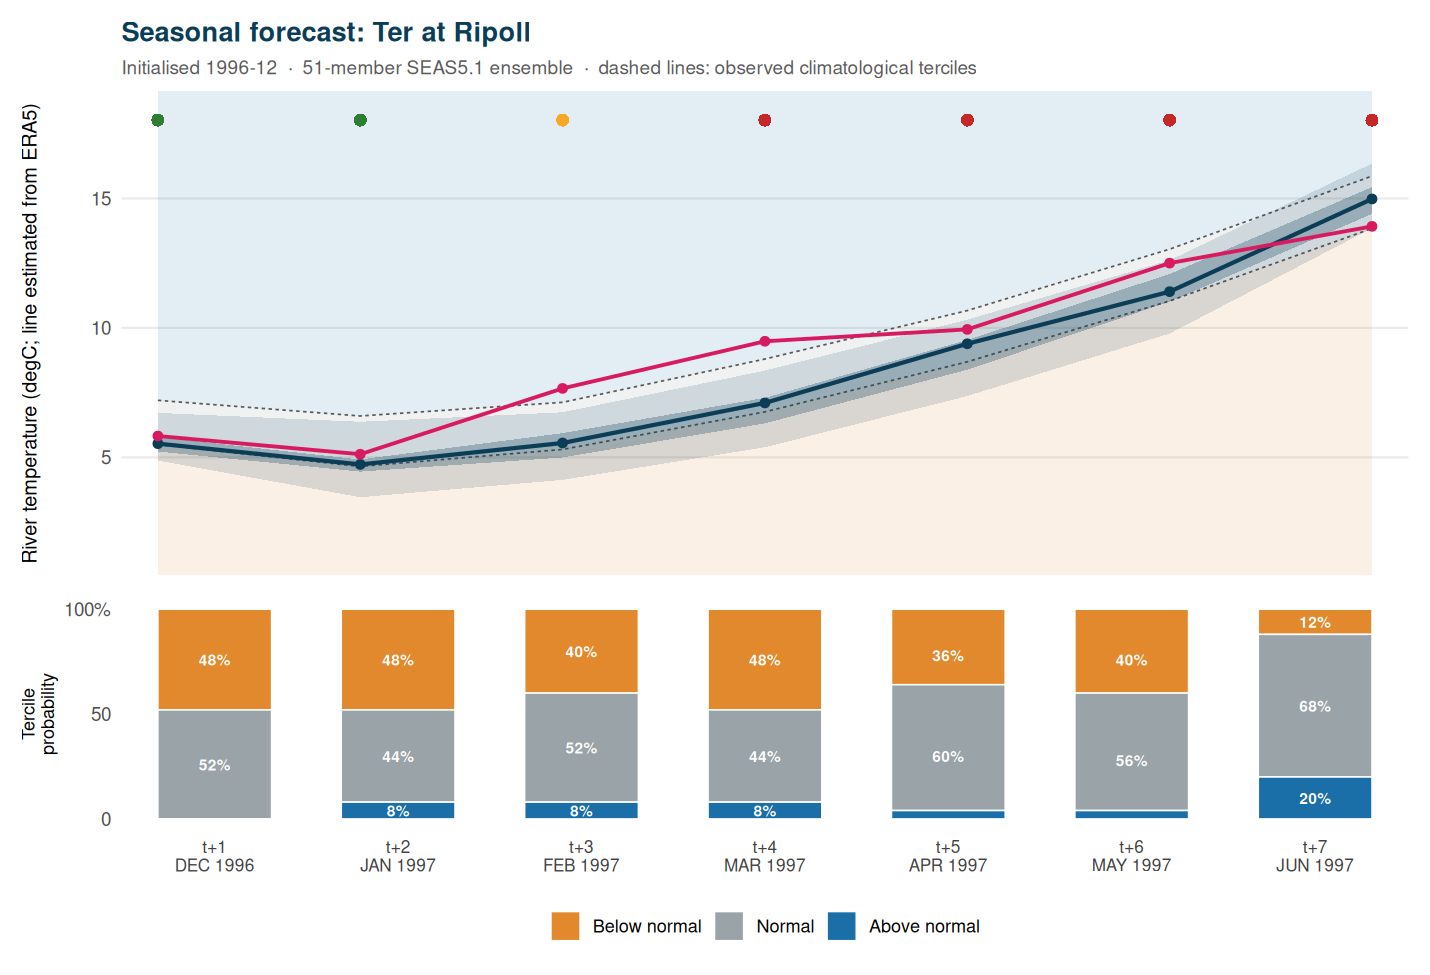 Seasonal forecast: Ter at Ripoll
Initialised 1996-12 · 51-member SEAS5.1 ensemble · dashed lines: observed climatological terciles
River temperature (degC; line estimated from ERA5)
15
10
5
Tercile
probability
100%
50
0
48%
52%
48%
44%
8%
40%
52%
8%
48%
44%
8%
36%
60%
40%
56%
12%
68%
20%
t+1
DEC 1996
t+2
JAN 1997
t+3
FEB 1997
t+4
MAR 1997
t+5
APR 1997
t+6
MAY 1997
t+7
JUN 1997
Below normal
Normal
Above normal